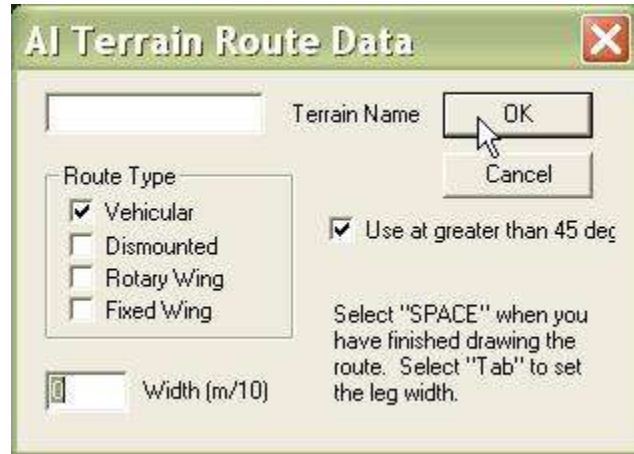 AI Terrain Route Data
Terrain Name
OK
Cancel
Route Type
Vehicular
Dismounted
Rotary Wing
Fixed Wing
Use at greater than 45 deg
Select "SPACE" when you
have finished drawing the
route. Select "Tab" to set
the leg width.
0
Width (m/10)